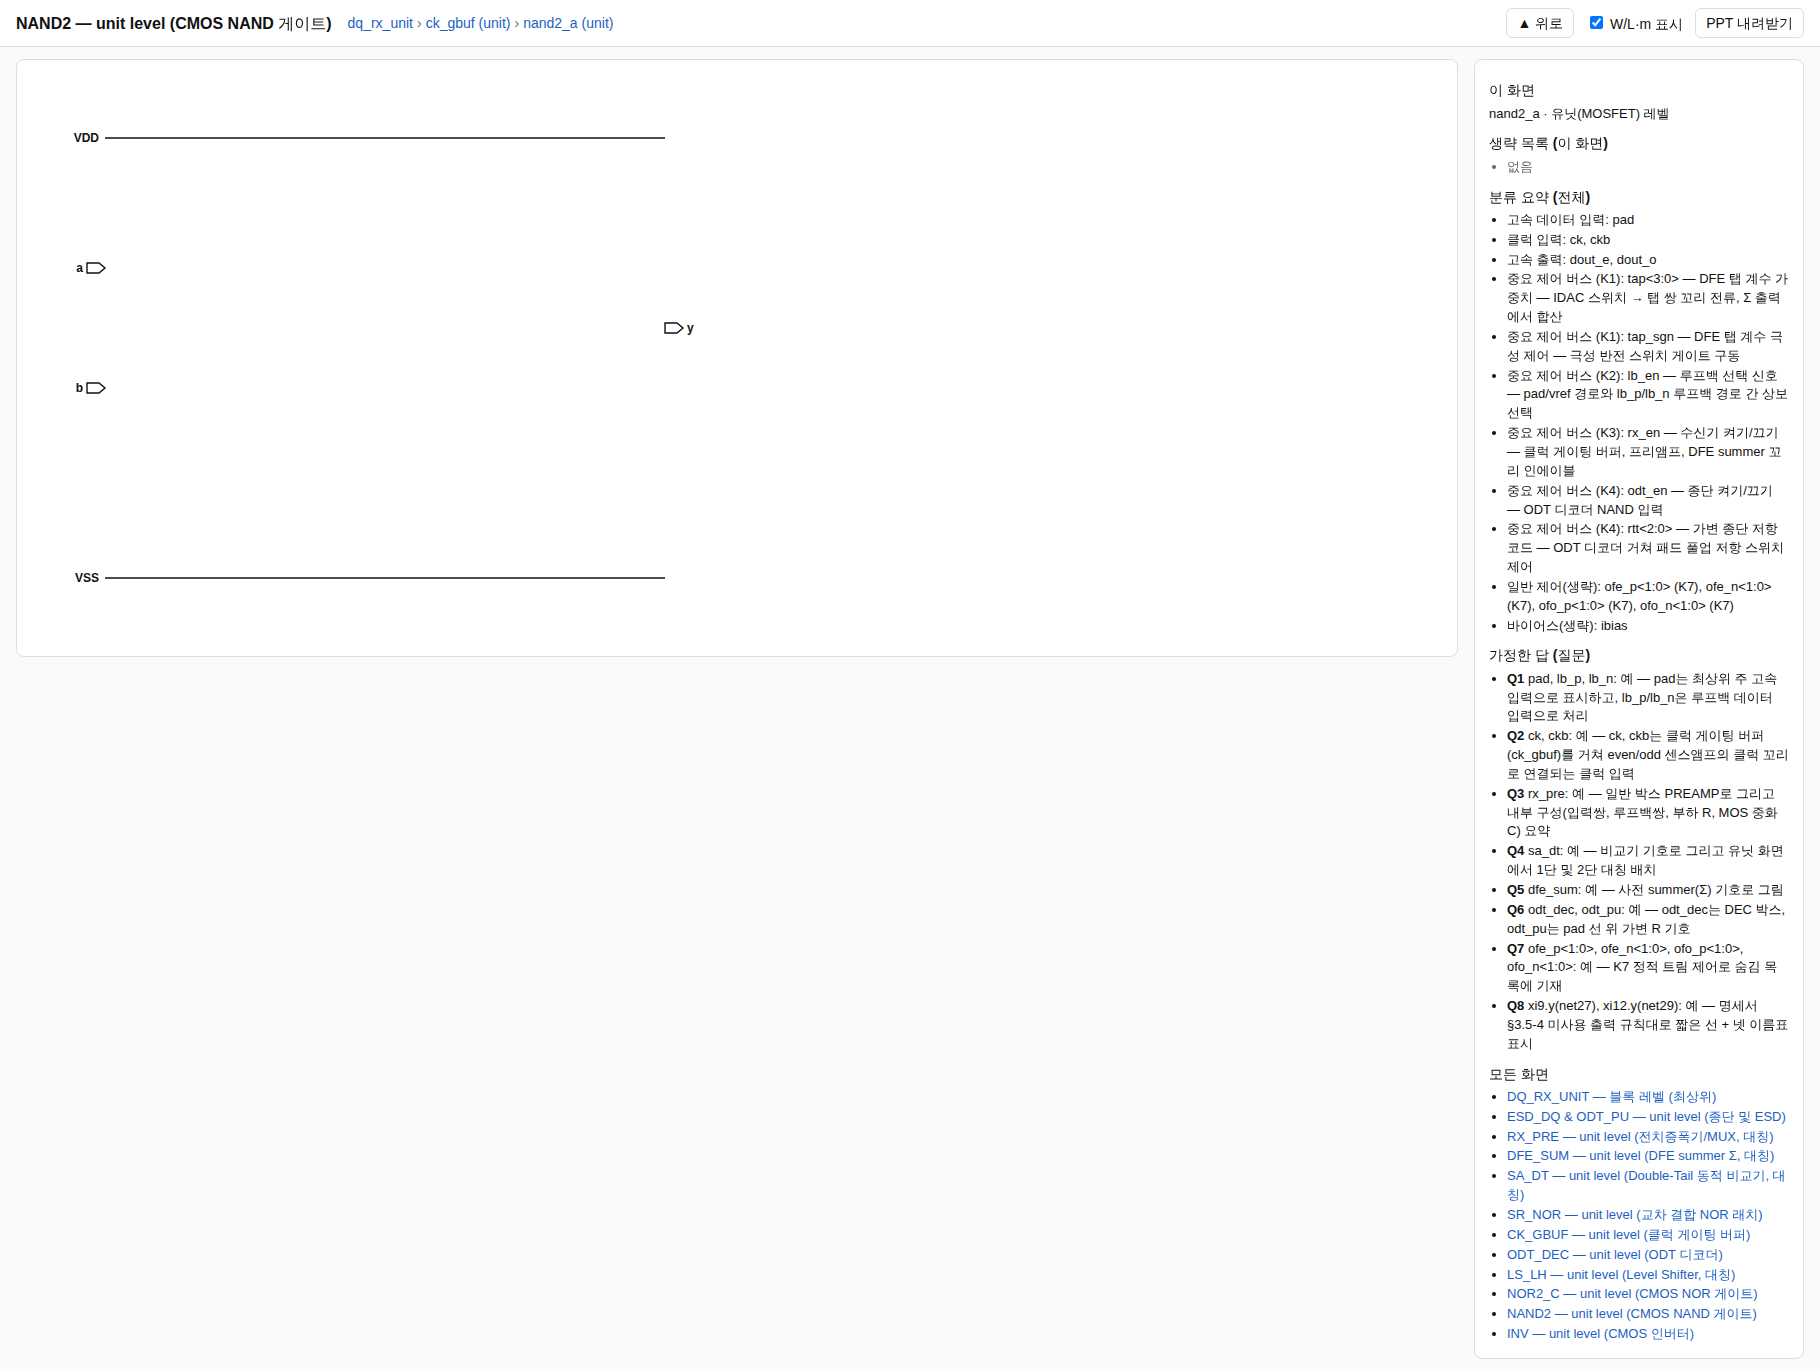 NAND2 — unit level (CMOS NAND 게이트) dq_rx_unit › ck_gbuf (unit) › nand2_a (unit) ▲ 위로 W/L·m 표시 PPT 내려받기
VDD
a
y
b
VSS
이 화면
nand2_a · 유닛(MOSFET) 레벨
생략 목록 (이 화면)
• 없음
분류 요약 (전체)
• 고속 데이터 입력: pad
• 클럭 입력: ck, ckb
• 고속 출력: dout_e, dout_o
• 중요 제어 버스 (K1): tap<3:0> — DFE 탭 계수 가
중치 — IDAC 스위치 → 탭 쌍 꼬리 전류, Σ 출력
에서 합산
• 중요 제어 버스 (K1): tap_sgn — DFE 탭 계수 극
성 제어 — 극성 반전 스위치 게이트 구동
• 중요 제어 버스 (K2): lb_en — 루프백 선택 신호
— pad/vref 경로와 lb_p/lb_n 루프백 경로 간 상보
선택
• 중요 제어 버스 (K3): rx_en — 수신기 켜기/끄기
— 클럭 게이팅 버퍼, 프리앰프, DFE summer 꼬
리 인에이블
• 중요 제어 버스 (K4): odt_en — 종단 켜기/끄기
— ODT 디코더 NAND 입력
• 중요 제어 버스 (K4): rtt<2:0> — 가변 종단 저항
코드 — ODT 디코더 거쳐 패드 풀업 저항 스위치
제어
• 일반 제어(생략): ofe_p<1:0> (K7), ofe_n<1:0>
(K7), ofo_p<1:0> (K7), ofo_n<1:0> (K7)
• 바이어스(생략): ibias
가정한 답 (질문)
• Q1 pad, lb_p, lb_n: 예 — pad는 최상위 주 고속
입력으로 표시하고, lb_p/lb_n은 루프백 데이터
입력으로 처리
• Q2 ck, ckb: 예 — ck, ckb는 클럭 게이팅 버퍼
(ck_gbuf)를 거쳐 even/odd 센스앰프의 클럭 꼬리
로 연결되는 클럭 입력
• Q3 rx_pre: 예 — 일반 박스 PREAMP로 그리고
내부 구성(입력쌍, 루프백쌍, 부하 R, MOS 중화
C) 요약
• Q4 sa_dt: 예 — 비교기 기호로 그리고 유닛 화면
에서 1단 및 2단 대칭 배치
• Q5 dfe_sum: 예 — 사전 summer(Σ) 기호로 그림
• Q6 odt_dec, odt_pu: 예 — odt_dec는 DEC 박스,
odt_pu는 pad 선 위 가변 R 기호
• Q7 ofe_p<1:0>, ofe_n<1:0>, ofo_p<1:0>,
ofo_n<1:0>: 예 — K7 정적 트림 제어로 숨김 목
록에 기재
• Q8 xi9.y(net27), xi12.y(net29): 예 — 명세서
§3.5-4 미사용 출력 규칙대로 짧은 선 + 넷 이름표
표시
모든 화면
• DQ_RX_UNIT — 블록 레벨 (최상위)
• ESD_DQ & ODT_PU — unit level (종단 및 ESD)
• RX_PRE — unit level (전치증폭기/MUX, 대칭)
• DFE_SUM — unit level (DFE summer Σ, 대칭)
• SA_DT — unit level (Double-Tail 동적 비교기, 대
칭)
• SR_NOR — unit level (교차 결합 NOR 래치)
• CK_GBUF — unit level (클럭 게이팅 버퍼)
• ODT_DEC — unit level (ODT 디코더)
• LS_LH — unit level (Level Shifter, 대칭)
• NOR2_C — unit level (CMOS NOR 게이트)
• NAND2 — unit level (CMOS NAND 게이트)
• INV — unit level (CMOS 인버터)